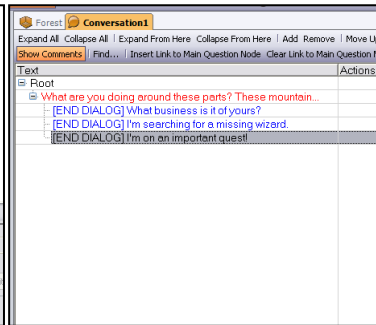 Forest Conversation1
Expand All Collapse All Expand From Here Collapse From Here Add Remove Move U
Show Comments Find... Insert Link to Main Question Node Clear Link to Main Question
Text Actions
Root
What are you doing around these parts? These mountain...
[END DIALOG] What business is it of yours?
[END DIALOG] I'm searching for a missing wizard.
[END DIALOG] I'm on an important quest!